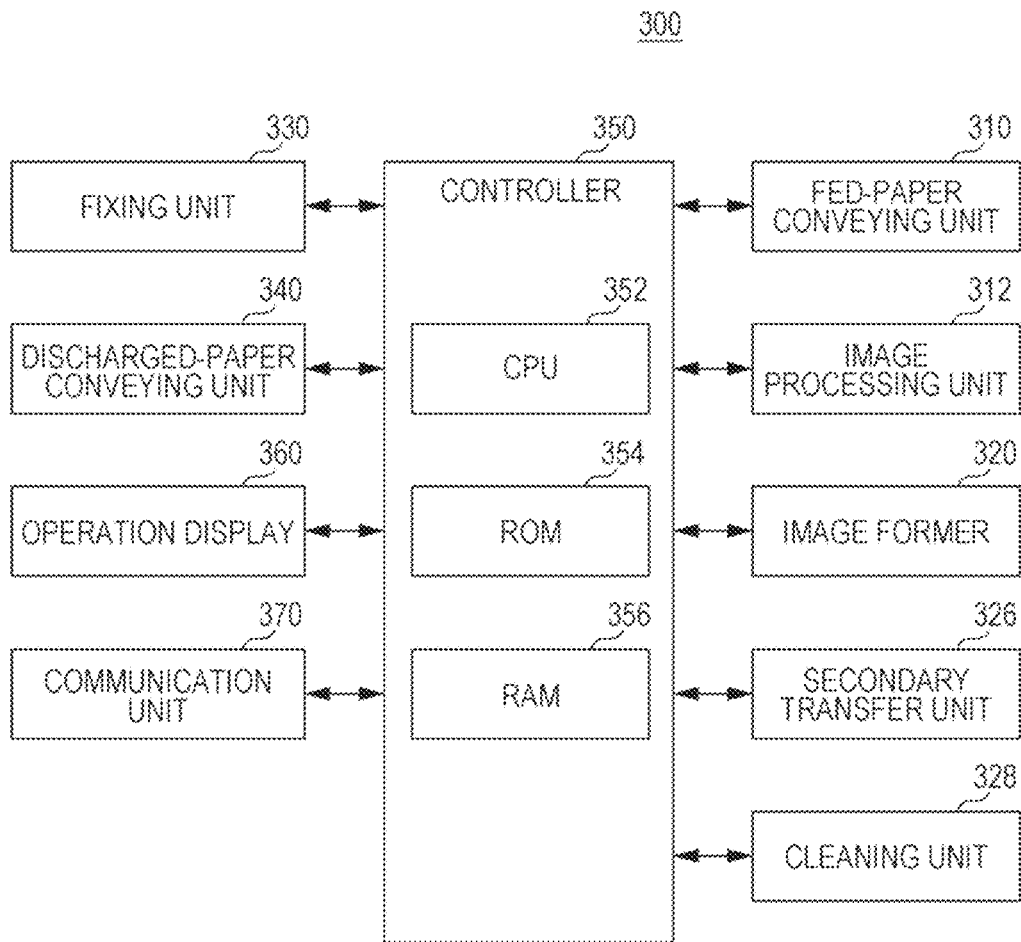 300
330
350
310
FIXING UNIT
CONTROLLER
FED-PAPER
CONVEYING UNIT
340
352
312
DISCHARGED-PAPER
CONVEYING UNIT
CPU
IMAGE
PROCESSING UNIT
360
354
320
OPERATION DISPLAY
ROM
IMAGE FORMER
370
356
326
COMMUNICATION
UNIT
RAM
SECONDARY
TRANSFER UNIT
328
CLEANING UNIT